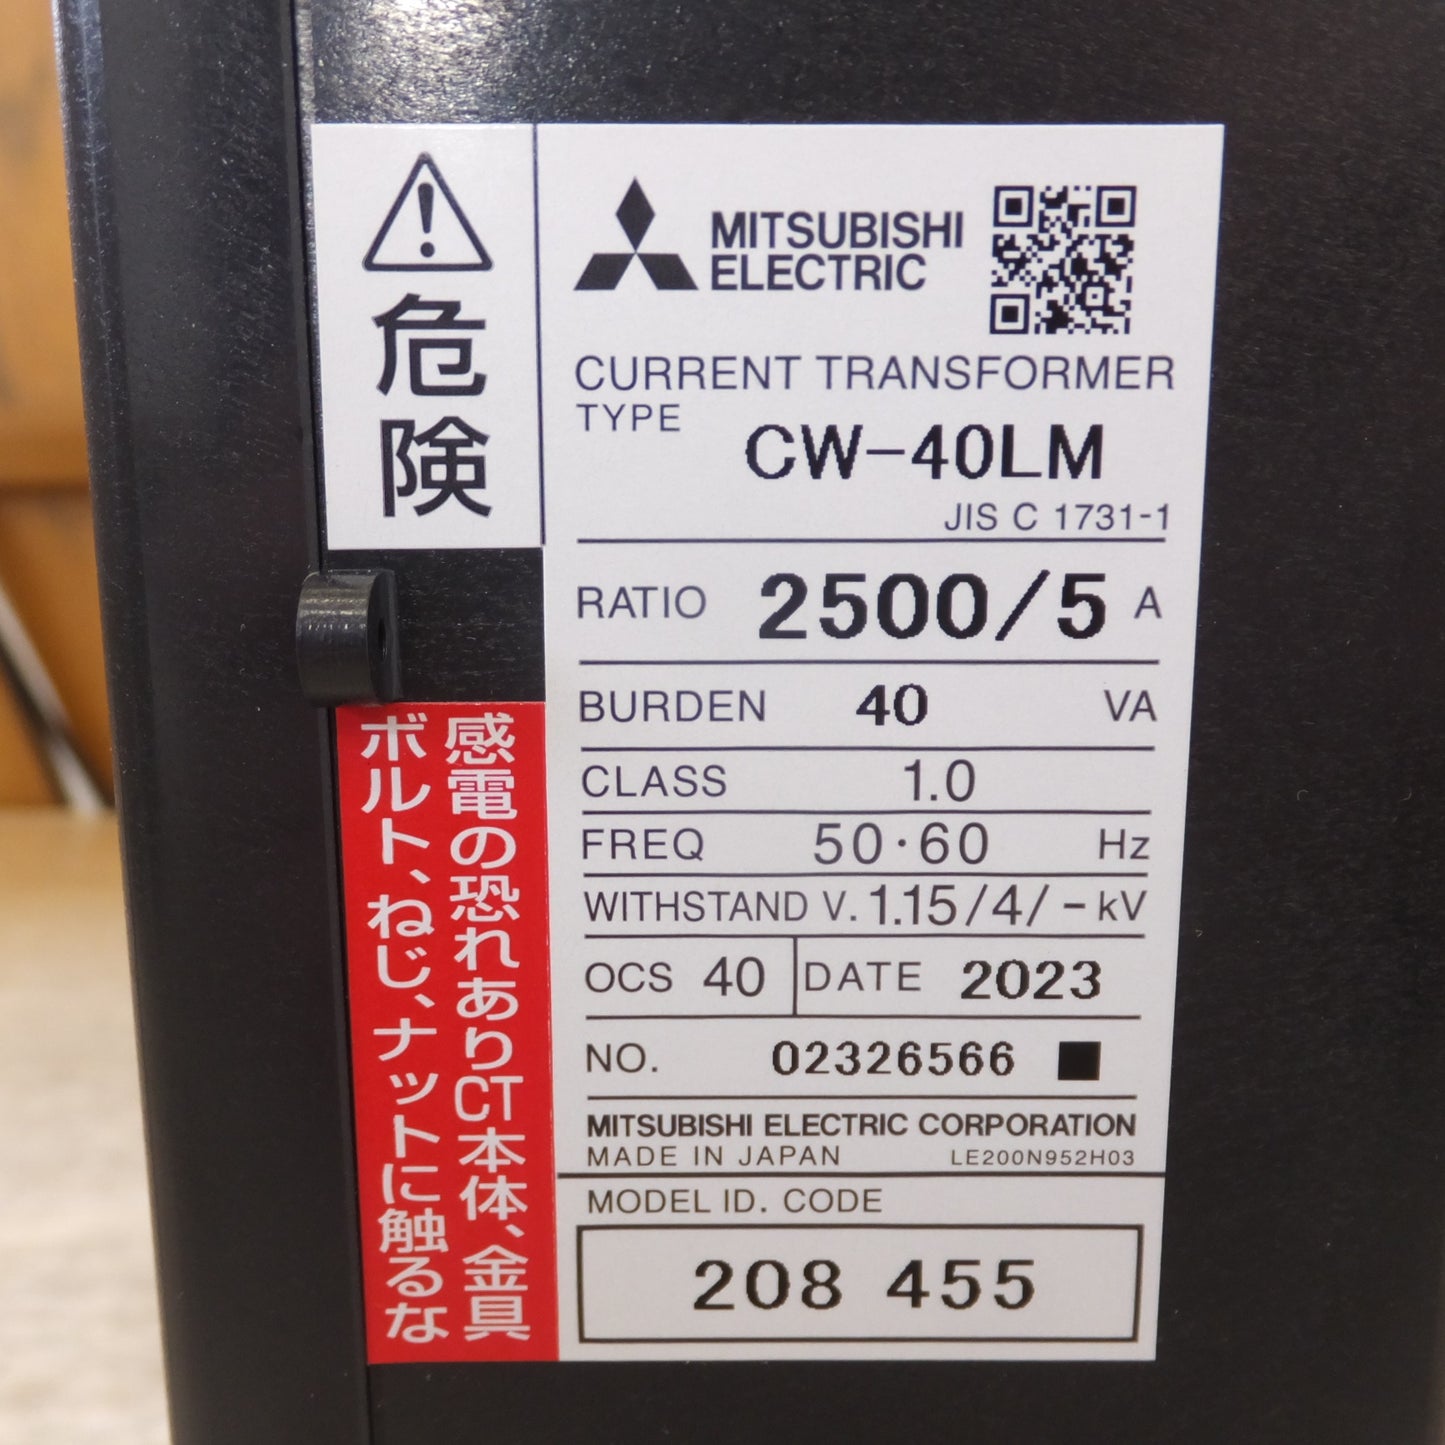 危
険
感電の恐れありCT本体、金具
ボルト、ねじ、ナットに触るな
MITSUBISHI
ELECTRIC
CURRENT TRANSFORMER
TYPE CW-40LM
JIS C 1731-1
RATIO 2500/5 A
BURDEN 40 VA
CLASS 1.0
FREQ 50·60 Hz
WITHSTAND V. 1.15/4/-kV
OCS 40 DATE 2023
NO. 02326566 ■
MITSUBISHI ELECTRIC CORPORATION
MADE IN JAPAN LE200N952H03
MODEL ID. CODE
208 455